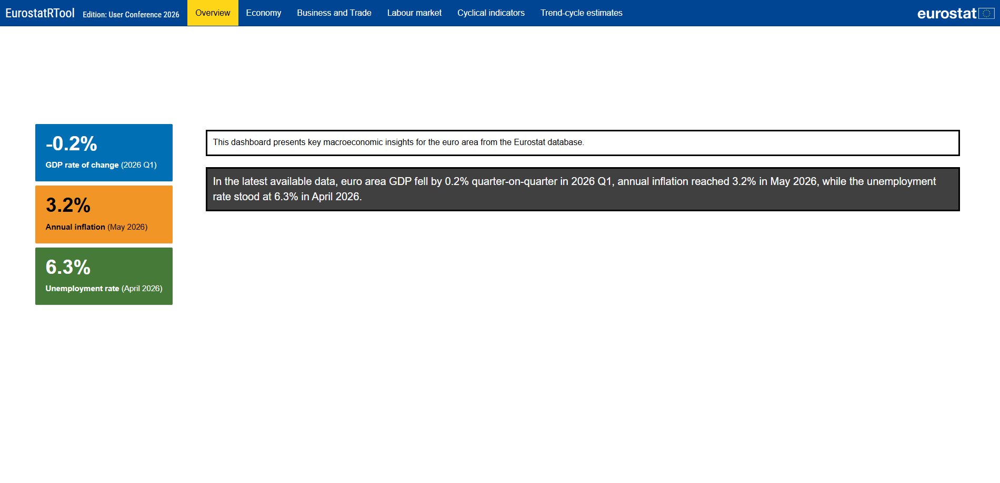 EurostatRTool Edition: User Conference 2026 Overview Economy Business and Trade Labour market Cyclical indicators Trend-cycle estimates eurostat
-0.2%
GDP rate of change (2026 Q1)
3.2%
Annual inflation (May 2026)
6.3%
Unemployment rate (April 2026)
This dashboard presents key macroeconomic insights for the euro area from the Eurostat database.
In the latest available data, euro area GDP fell by 0.2% quarter-on-quarter in 2026 Q1, annual inflation reached 3.2% in May 2026, while the unemployment
rate stood at 6.3% in April 2026.